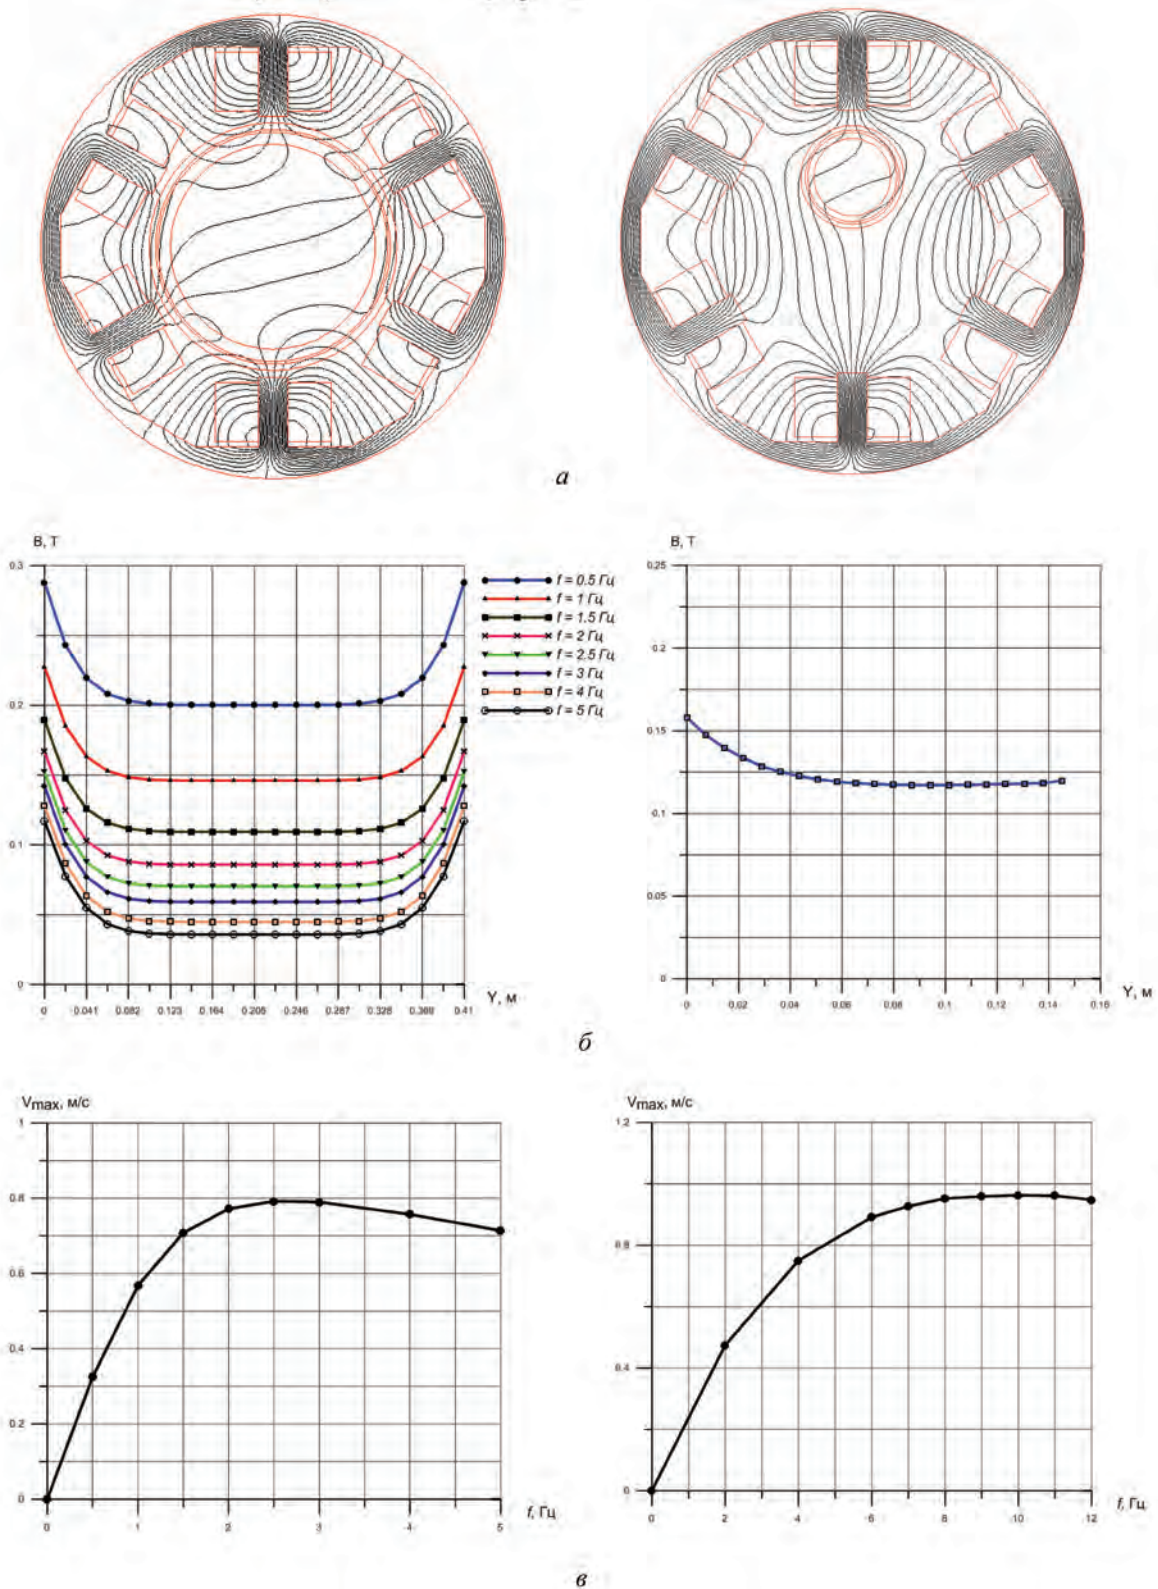 а
B, Т
0.3
0.2
0.1
0
0 0.041 0.082 0.123 0.164 0.205 0.246 0.287 0.328 0.369 0.41
Y, м
f = 0.5 Гц
f = 1 Гц
f = 1.5 Гц
f = 2 Гц
f = 2.5 Гц
f = 3 Гц
f = 4 Гц
f = 5 Гц
B, Т
0.25
0.2
0.15
0.1
0.05
0
0 0.02 0.04 0.06 0.08 0.1 0.12 0.14 0.16
Y, м
б
Vmax, м/с
1
0.8
0.6
0.4
0.2
0
0 1 2 3 4 5
f, Гц
Vmax, м/с
1.2
0.8
0.4
0
0 2 4 6 8 10 12
f, Гц
в